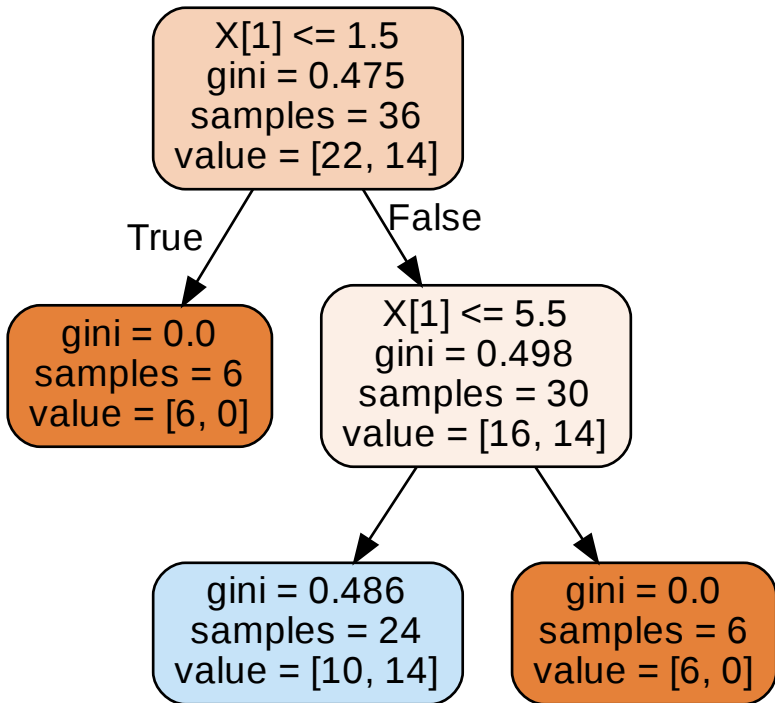 X[1] <= 1.5
gini = 0.475
samples = 36
value = [22, 14]
True
False
gini = 0.0
samples = 6
value = [6, 0]
X[1] <= 5.5
gini = 0.498
samples = 30
value = [16, 14]
gini = 0.486
samples = 24
value = [10, 14]
gini = 0.0
samples = 6
value = [6, 0]